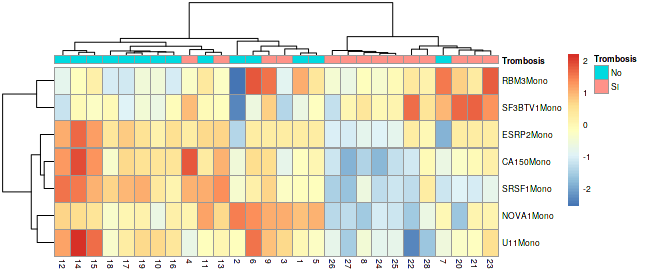 Trombosis
RBM3Mono
SF3BTV1Mono
ESRP2Mono
CA150Mono
SRSF1Mono
NOVA1Mono
U11Mono
12 14 15 18 17 19 10 16 4 11 13 2 6 9 3 1 5 26 27 8 24 25 22 28 7 20 21 23
2
1
0
-1
-2
Trombosis
No
SI